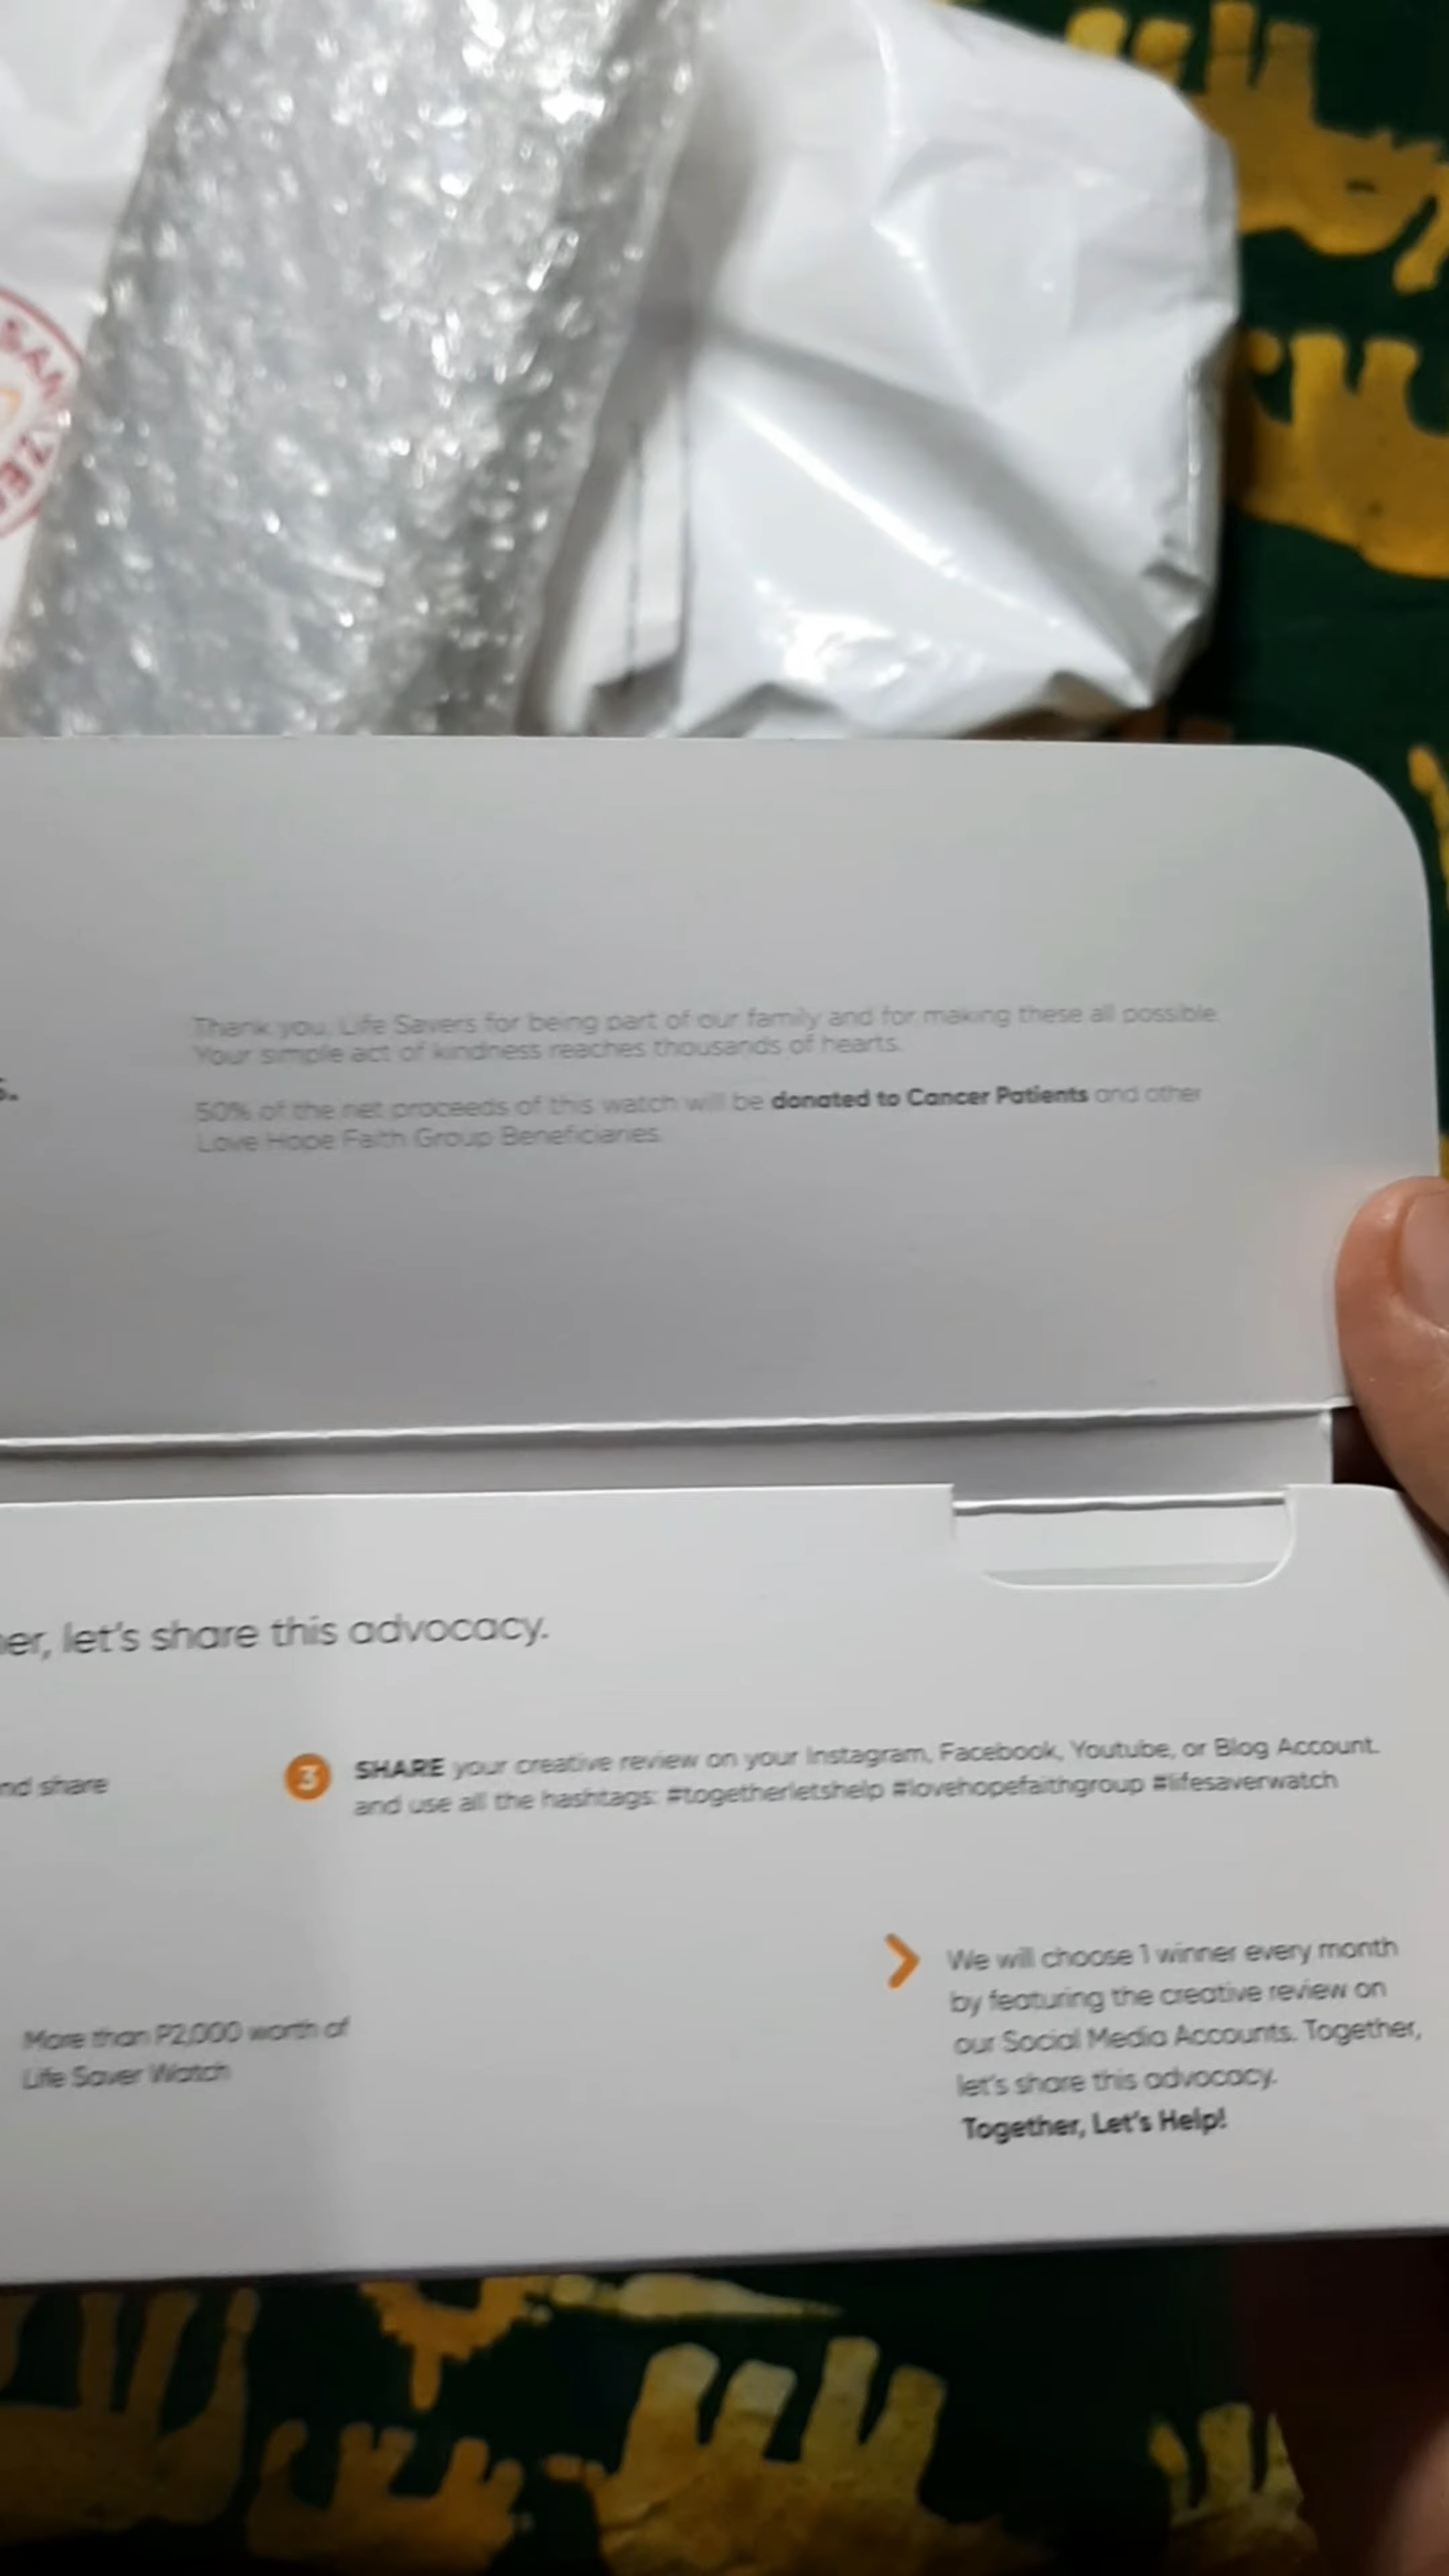 SAN
ZED
s.
Thank you, Life Savers for being part of our family and for making these all possible.
Your simple act of kindness reaches thousands of hearts.
50% of the net proceeds of this watch will be donated to Cancer Patients and other
Love Hope Faith Group Beneficiaries.
er, let's share this advocacy.
nd share
3 SHARE your creative review on your Instagram, Facebook, Youtube, or Blog Account.
and use all the hashtags: #togetherletshelp #lovehopefaithgroup #lifesaverwatch
More than P2,000 worth of
Life Saver Watch
We will choose 1 winner every month
by featuring the creative review on
our Social Media Accounts. Together,
let's share this advocacy.
Together, Let's Help!